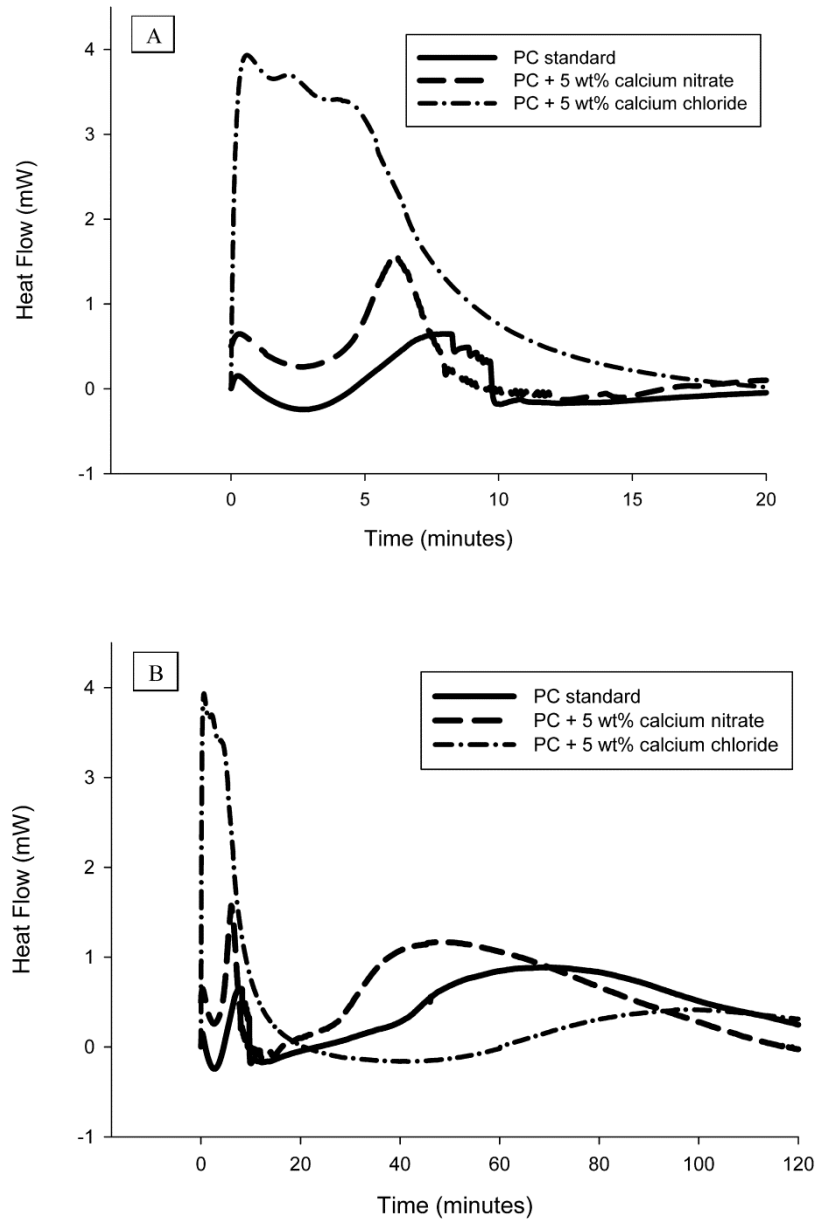 A
PC standard
PC + 5 wt% calcium nitrate
PC + 5 wt% calcium chloride
4
3
2
1
0
-1
Heat Flow (mW)
0 5 10 15 20
Time (minutes)
B
PC standard
PC + 5 wt% calcium nitrate
PC + 5 wt% calcium chloride
4
3
2
1
0
-1
Heat Flow (mW)
0 20 40 60 80 100 120
Time (minutes)